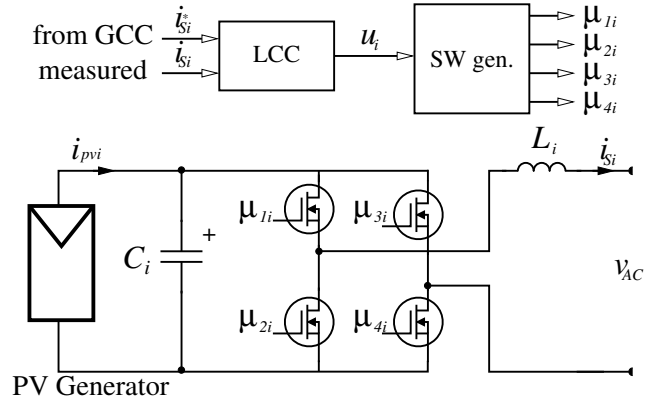 from GCC i*Si
measured iSi
LCC
ui
SW gen.
μ1i
μ2i
μ3i
μ4i
ipvi
Li
iSi
Ci
+
μ1i
μ3i
μ2i
μ4i
vAC
PV Generator